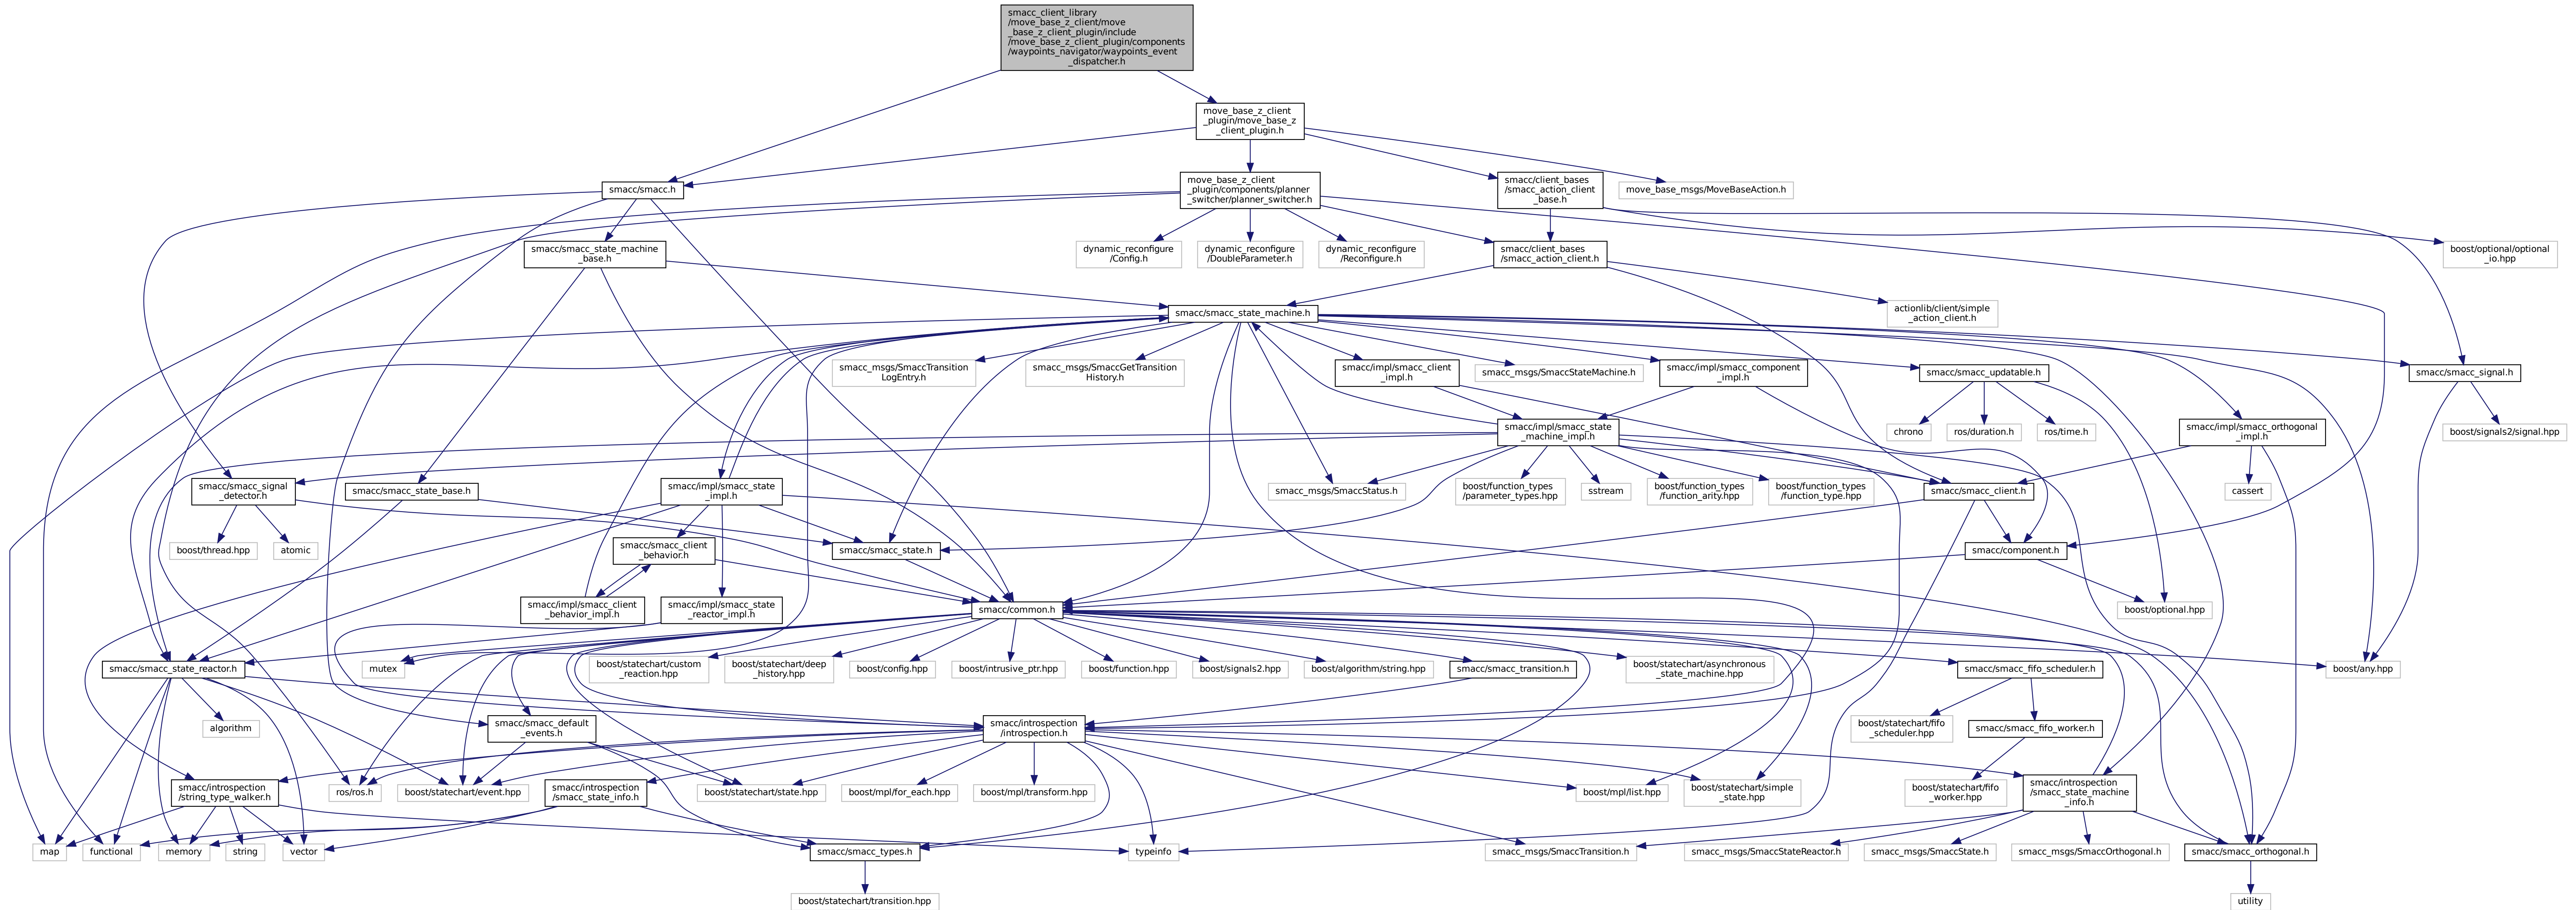 smacc_client_library
/move_base_z_client/move
_base_z_client_plugin/include
/move_base_z_client_plugin/components
/waypoints_navigator/waypoints_event
_dispatcher.h
move_base_z_client
_plugin/move_base_z
_client_plugin.h
smacc/smacc.h
move_base_z_client
_plugin/components/planner
_switcher/planner_switcher.h
smacc/client_bases
/smacc_action_client
_base.h
move_base_msgs/MoveBaseAction.h
smacc/smacc_state_machine
_base.h
dynamic_reconfigure
/Config.h
dynamic_reconfigure
/DoubleParameter.h
dynamic_reconfigure
/Reconfigure.h
smacc/client_bases
/smacc_action_client.h
boost/optional/optional
_io.hpp
smacc/smacc_state_machine.h
actionlib/client/simple
_action_client.h
smacc_msgs/SmaccTransition
LogEntry.h
smacc_msgs/SmaccGetTransition
History.h
smacc/impl/smacc_client
_impl.h
smacc_msgs/SmaccStateMachine.h
smacc/impl/smacc_component
_impl.h
smacc/smacc_updatable.h
smacc/smacc_signal.h
smacc/impl/smacc_state
_machine_impl.h
chrono
ros/duration.h
ros/time.h
smacc/impl/smacc_orthogonal
_impl.h
boost/signals2/signal.hpp
smacc/smacc_signal
_detector.h
smacc/smacc_state_base.h
smacc/impl/smacc_state
_impl.h
smacc_msgs/SmaccStatus.h
boost/function_types
/parameter_types.hpp
sstream
boost/function_types
/function_arity.hpp
boost/function_types
/function_type.hpp
smacc/smacc_client.h
cassert
boost/thread.hpp
atomic
smacc/smacc_client
_behavior.h
smacc/smacc_state.h
smacc/component.h
smacc/impl/smacc_client
_behavior_impl.h
smacc/impl/smacc_state
_reactor_impl.h
smacc/common.h
boost/optional.hpp
smacc/smacc_state_reactor.h
mutex
boost/statechart/custom
_reaction.hpp
boost/statechart/deep
_history.hpp
boost/config.hpp
boost/intrusive_ptr.hpp
boost/function.hpp
boost/signals2.hpp
boost/algorithm/string.hpp
smacc/smacc_transition.h
boost/statechart/asynchronous
_state_machine.hpp
smacc/smacc_fifo_scheduler.h
boost/any.hpp
algorithm
smacc/smacc_default
_events.h
smacc/introspection
/introspection.h
boost/statechart/fifo
_scheduler.hpp
smacc/smacc_fifo_worker.h
smacc/introspection
/string_type_walker.h
ros/ros.h
boost/statechart/event.hpp
smacc/introspection
/smacc_state_info.h
boost/statechart/state.hpp
boost/mpl/for_each.hpp
boost/mpl/transform.hpp
boost/mpl/list.hpp
boost/statechart/simple
_state.hpp
boost/statechart/fifo
_worker.hpp
smacc/introspection
/smacc_state_machine
_info.h
map
functional
memory
string
vector
smacc/smacc_types.h
typeinfo
smacc_msgs/SmaccTransition.h
smacc_msgs/SmaccStateReactor.h
smacc_msgs/SmaccState.h
smacc_msgs/SmaccOrthogonal.h
smacc/smacc_orthogonal.h
boost/statechart/transition.hpp
utility